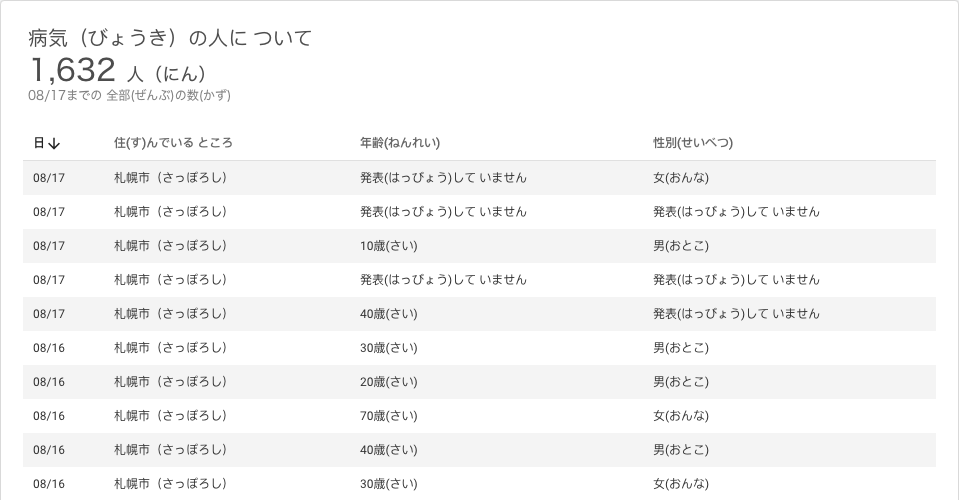 病気（びょうき）の人に ついて
1,632 人（にん）
08/17までの 全部(ぜんぶ)の数(かず)
日↓ 住(す)んでいる ところ 年齢(ねんれい) 性別(せいべつ)
08/17 札幌市（さっぽろし） 発表(はっぴょう)して いません 女(おんな)
08/17 札幌市（さっぽろし） 発表(はっぴょう)して いません 発表(はっぴょう)して いません
08/17 札幌市（さっぽろし） 10歳(さい) 男(おとこ)
08/17 札幌市（さっぽろし） 発表(はっぴょう)して いません 発表(はっぴょう)して いません
08/17 札幌市（さっぽろし） 40歳(さい) 発表(はっぴょう)して いません
08/16 札幌市（さっぽろし） 30歳(さい) 男(おとこ)
08/16 札幌市（さっぽろし） 20歳(さい) 男(おとこ)
08/16 札幌市（さっぽろし） 70歳(さい) 女(おんな)
08/16 札幌市（さっぽろし） 40歳(さい) 男(おとこ)
08/16 札幌市（さっぽろし） 30歳(さい) 女(おんな)